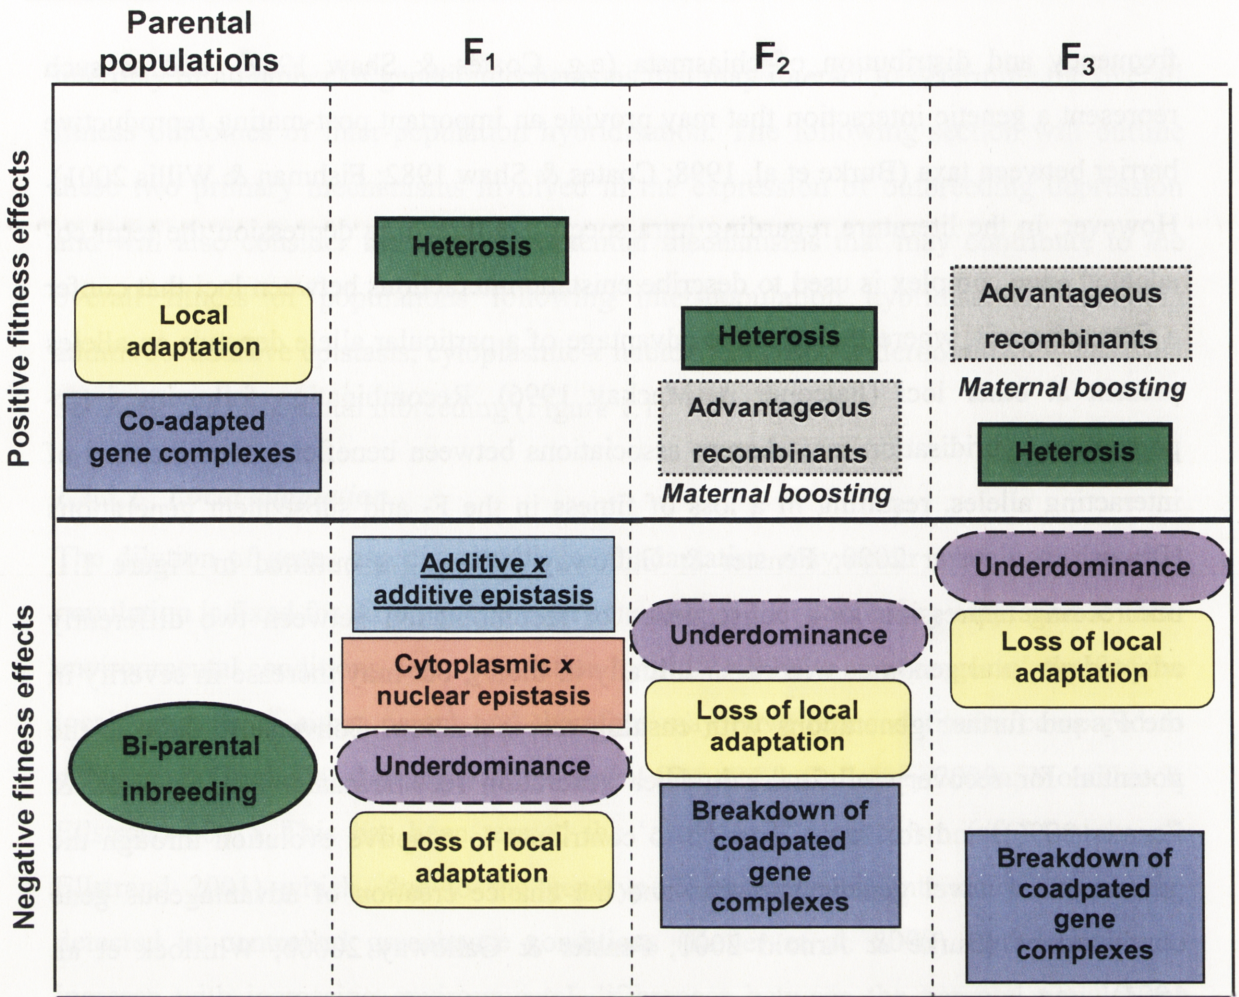 Parental
populations
F1
F2
F3
Positive fitness effects
Local
adaptation
Co-adapted
gene complexes
Heterosis
Heterosis
Advantageous
recombinants
Maternal boosting
Advantageous
recombinants
Maternal boosting
Heterosis
Negative fitness effects
Bi-parental
inbreeding
Additive x
additive epistasis
Cytoplasmic x
nuclear epistasis
Underdominance
Loss of local
adaptation
Underdominance
Loss of local
adaptation
Breakdown of
coadpated
gene
complexes
Underdominance
Loss of local
adaptation
Breakdown of
coadpated
gene
complexes